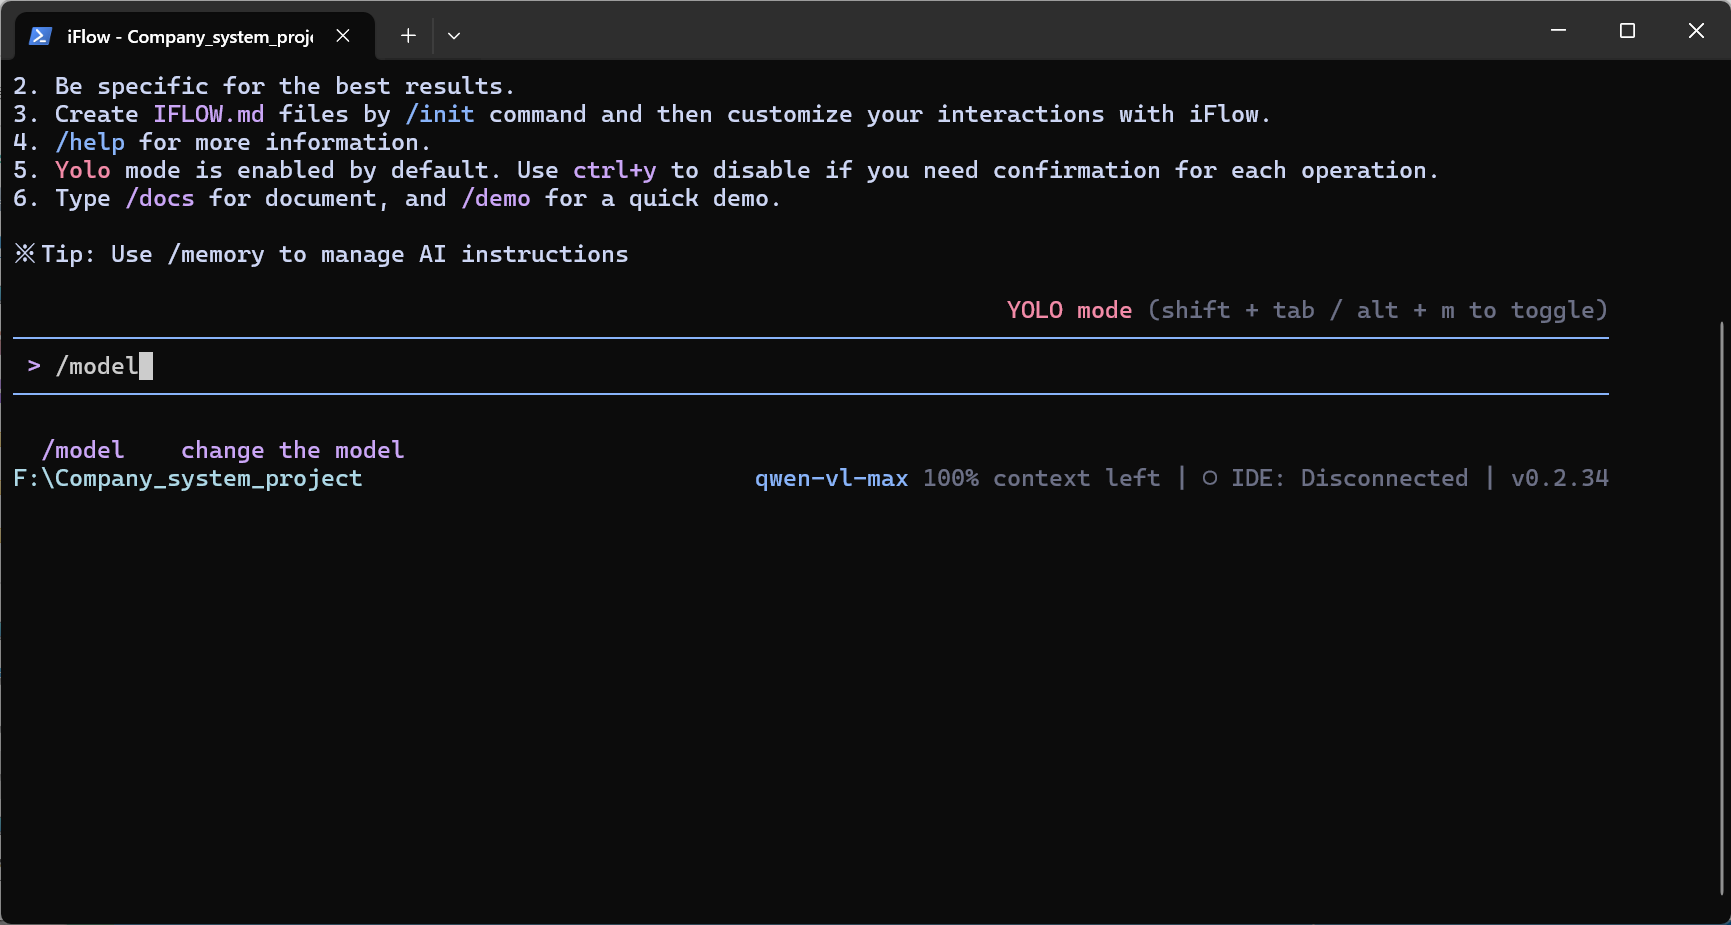 iFlow - Company_system_proj
2. Be specific for the best results.
3. Create IFLOW.md files by /init command and then customize your interactions with iFlow.
4. /help for more information.
5. Yolo mode is enabled by default. Use ctrl+y to disable if you need confirmation for each operation.
6. Type /docs for document, and /demo for a quick demo.
※Tip: Use /memory to manage AI instructions
YOLO mode (shift + tab / alt + m to toggle)
> /model
/model change the model
F:\Company_system_project qwen-vl-max 100% context left | ○ IDE: Disconnected | v0.2.34